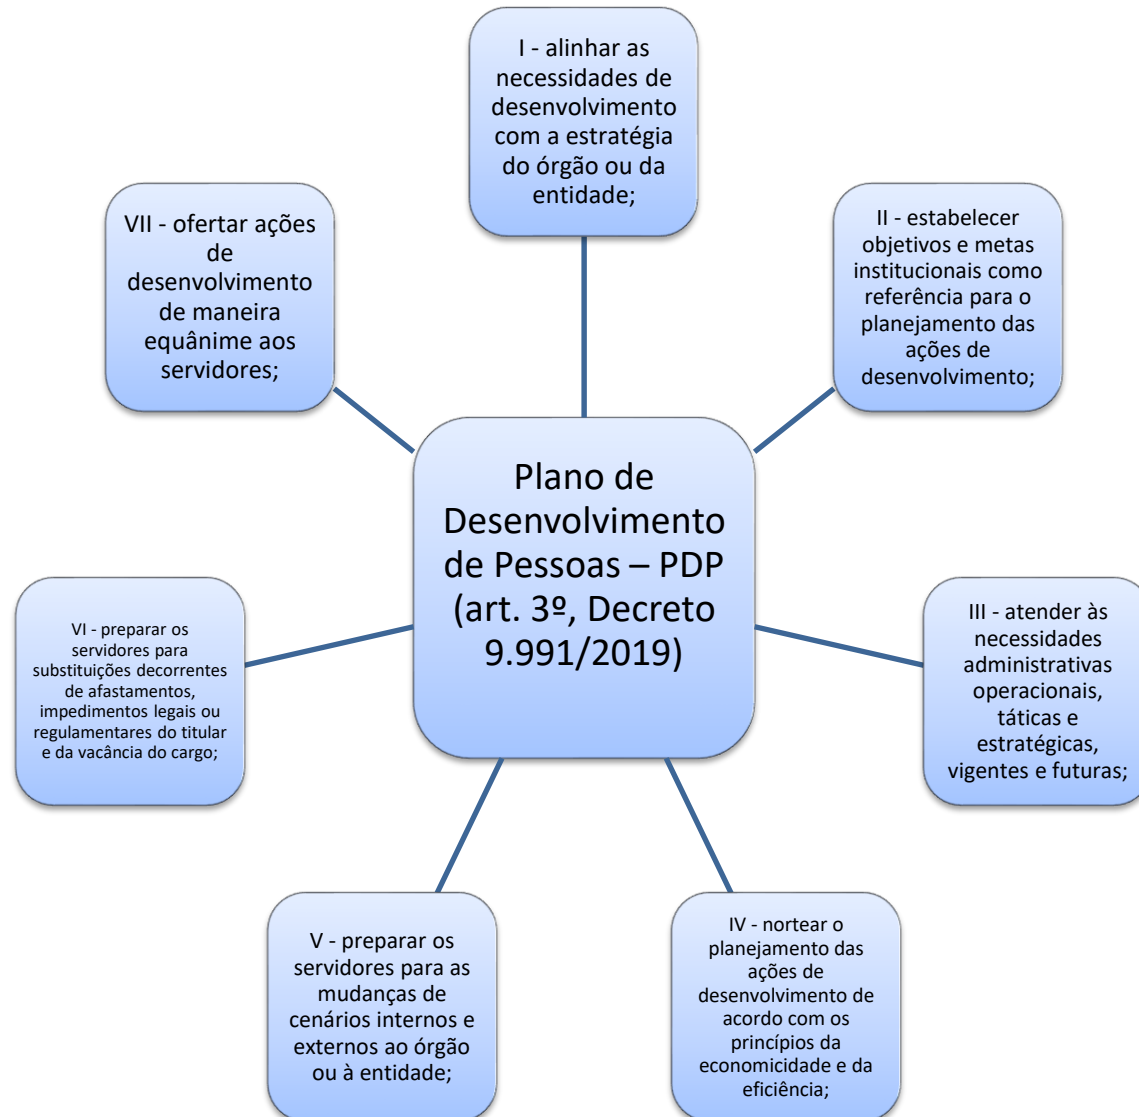 I - alinhar as
necessidades de
desenvolvimento
com a estratégia
do órgão ou da
entidade;
II - estabelecer
objetivos e metas
institucionais como
referência para o
planejamento das
ações de
desenvolvimento;
III - atender às
necessidades
administrativas
operacionais,
táticas e
estratégicas,
vigentes e futuras;
IV - nortear o
planejamento das
ações de
desenvolvimento de
acordo com os
princípios da
economicidade e da
eficiência;
V - preparar os
servidores para as
mudanças de
cenários internos e
externos ao órgão
ou à entidade;
VI - preparar os
servidores para
substituições decorrentes
de afastamentos,
impedimentos legais ou
regulamentares do titular
e da vacância do cargo;
VII - ofertar ações
de
desenvolvimento
de maneira
equânime aos
servidores;
Plano de
Desenvolvimento
de Pessoas – PDP
(art. 3º, Decreto
9.991/2019)